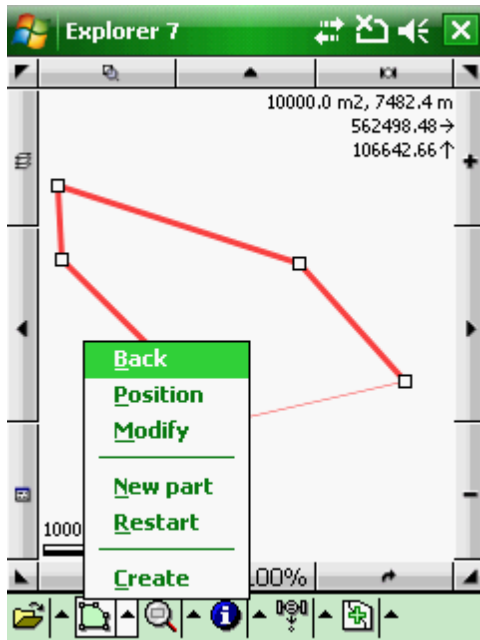 Explorer 7
10000.0 m2, 7482.4 m
562498.48→
106642.66↑
Back
Position
Modify
New part
Restart
1000
Create
.00%